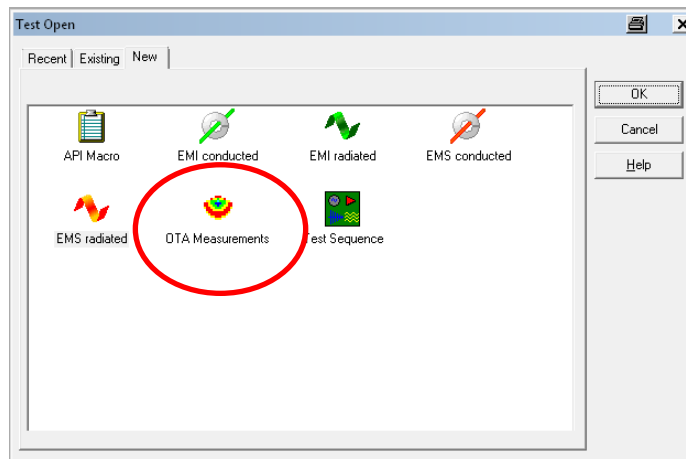 Test Open
Recent Existing New
OK
Cancel
Help
API Macro EMI conducted EMI radiated EMS conducted
EMS radiated OTA Measurements Test Sequence